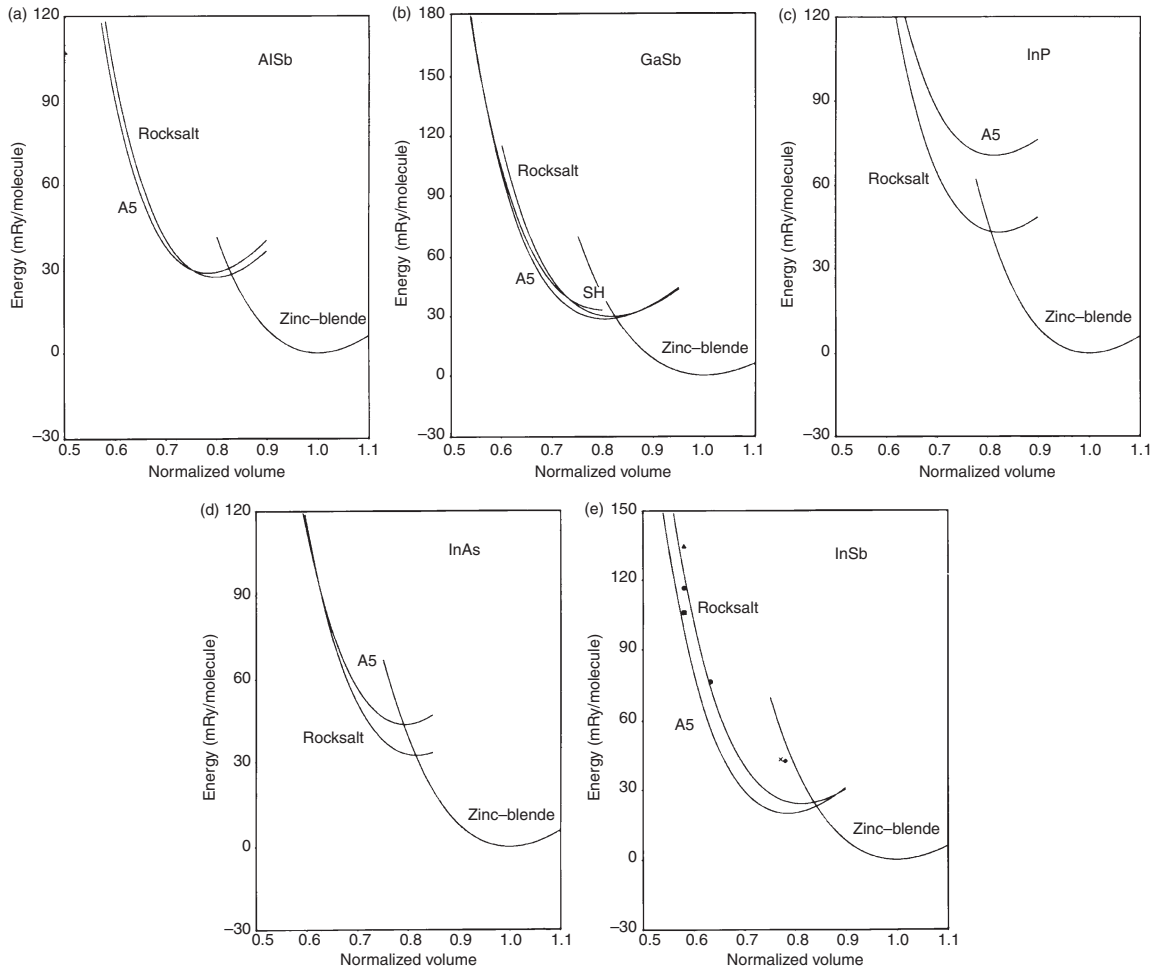 (a)
120
90
60
30
0
–30
Energy (mRy/molecule)
AlSb
Rocksalt
A5
Zinc–blende
0.5 0.6 0.7 0.8 0.9 1.0 1.1
Normalized volume
(b)
180
150
120
90
60
30
0
–30
Energy (mRy/molecule)
GaSb
Rocksalt
A5
SH
Zinc–blende
0.5 0.6 0.7 0.8 0.9 1.0 1.1
Normalized volume
(c)
120
90
60
30
0
–30
Energy (mRy/molecule)
InP
A5
Rocksalt
Zinc–blende
0.5 0.6 0.7 0.8 0.9 1.0 1.1
Normalized volume
(d)
120
90
60
30
0
–30
Energy (mRy/molecule)
InAs
A5
Rocksalt
Zinc–blende
0.5 0.6 0.7 0.8 0.9 1.0 1.1
Normalized volume
(e)
150
120
90
60
30
0
–30
Energy (mRy/molecule)
InSb
Rocksalt
A5
Zinc–blende
0.5 0.6 0.7 0.8 0.9 1.0 1.1
Normalized volume